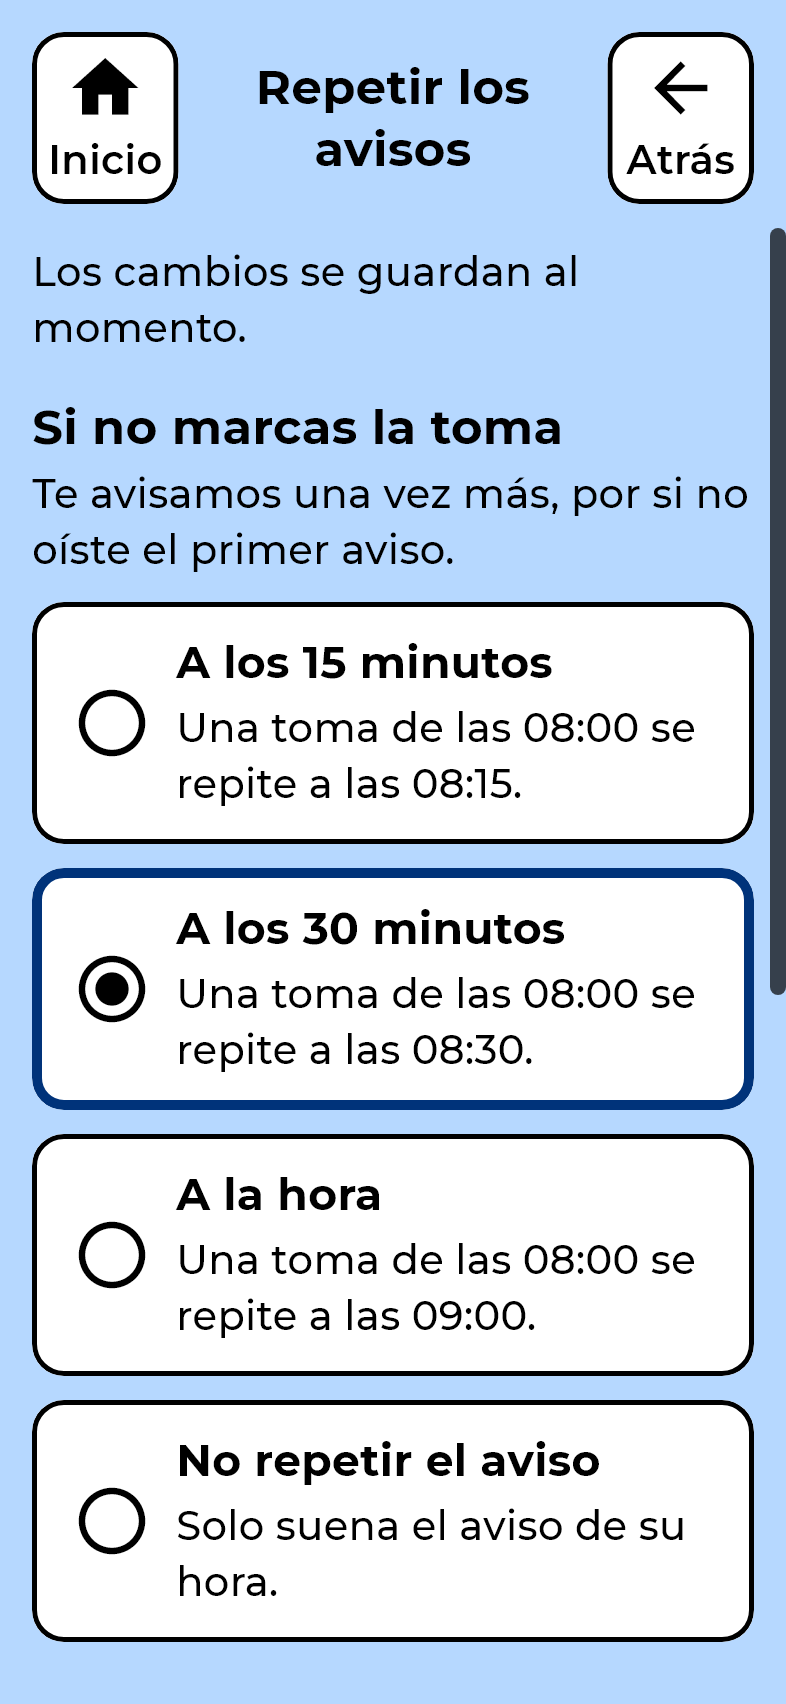 Inicio
Repetir los
avisos
Atrás
Los cambios se guardan al
momento.
Si no marcas la toma
Te avisamos una vez más, por si no
oíste el primer aviso.
A los 15 minutos
Una toma de las 08:00 se
repite a las 08:15.
A los 30 minutos
Una toma de las 08:00 se
repite a las 08:30.
A la hora
Una toma de las 08:00 se
repite a las 09:00.
No repetir el aviso
Solo suena el aviso de su
hora.